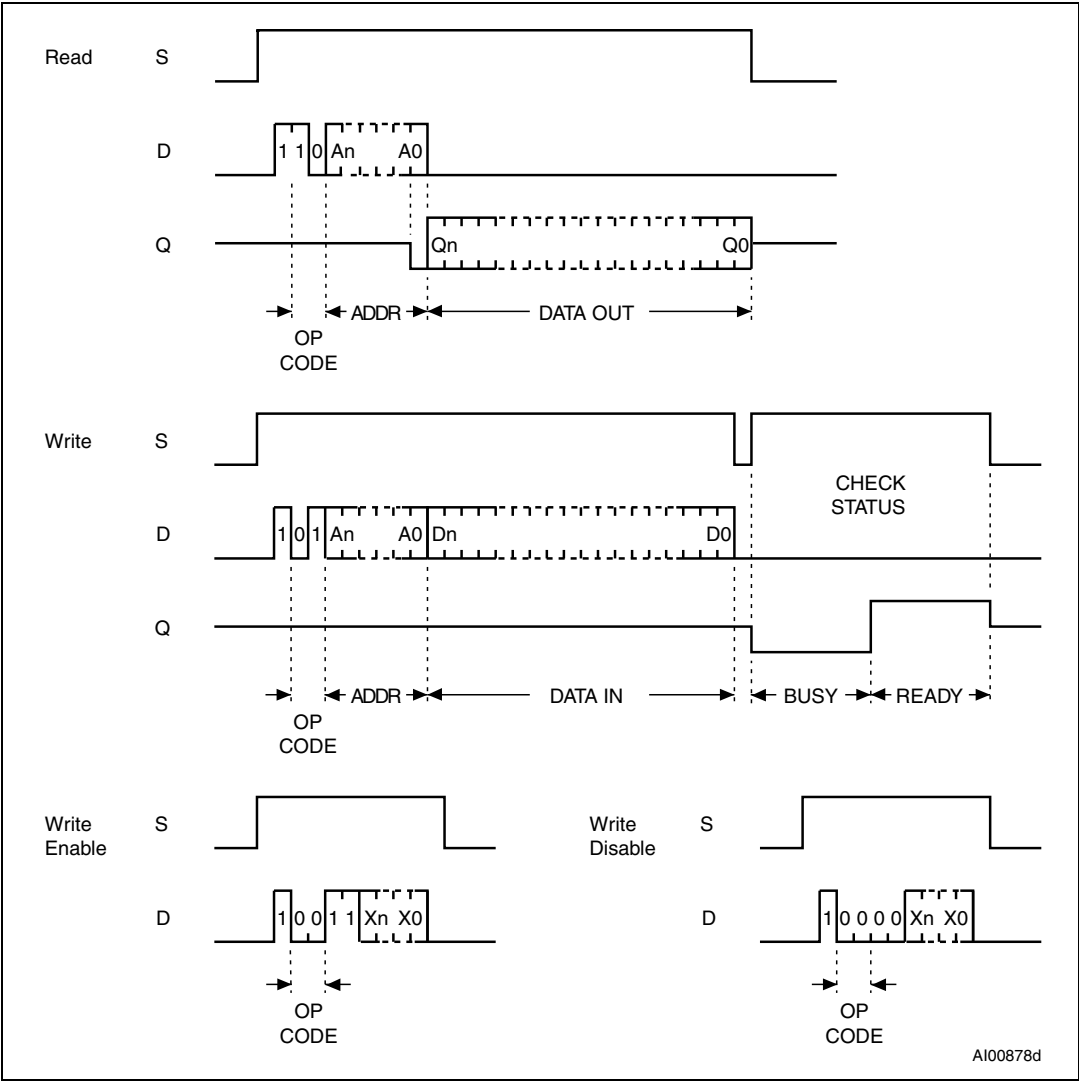 Read S
D 1 1 0 An A0
Q Qn Q0
ADDR DATA OUT
OP
CODE
Write S
CHECK
STATUS
D 1 0 1 An A0 Dn D0
Q
ADDR DATA IN BUSY READY
OP
CODE
Write
Enable
S
D 1 0 0 1 1 Xn X0
OP
CODE
Write
Disable
S
D 1 0 0 0 0 Xn X0
OP
CODE
AI00878d